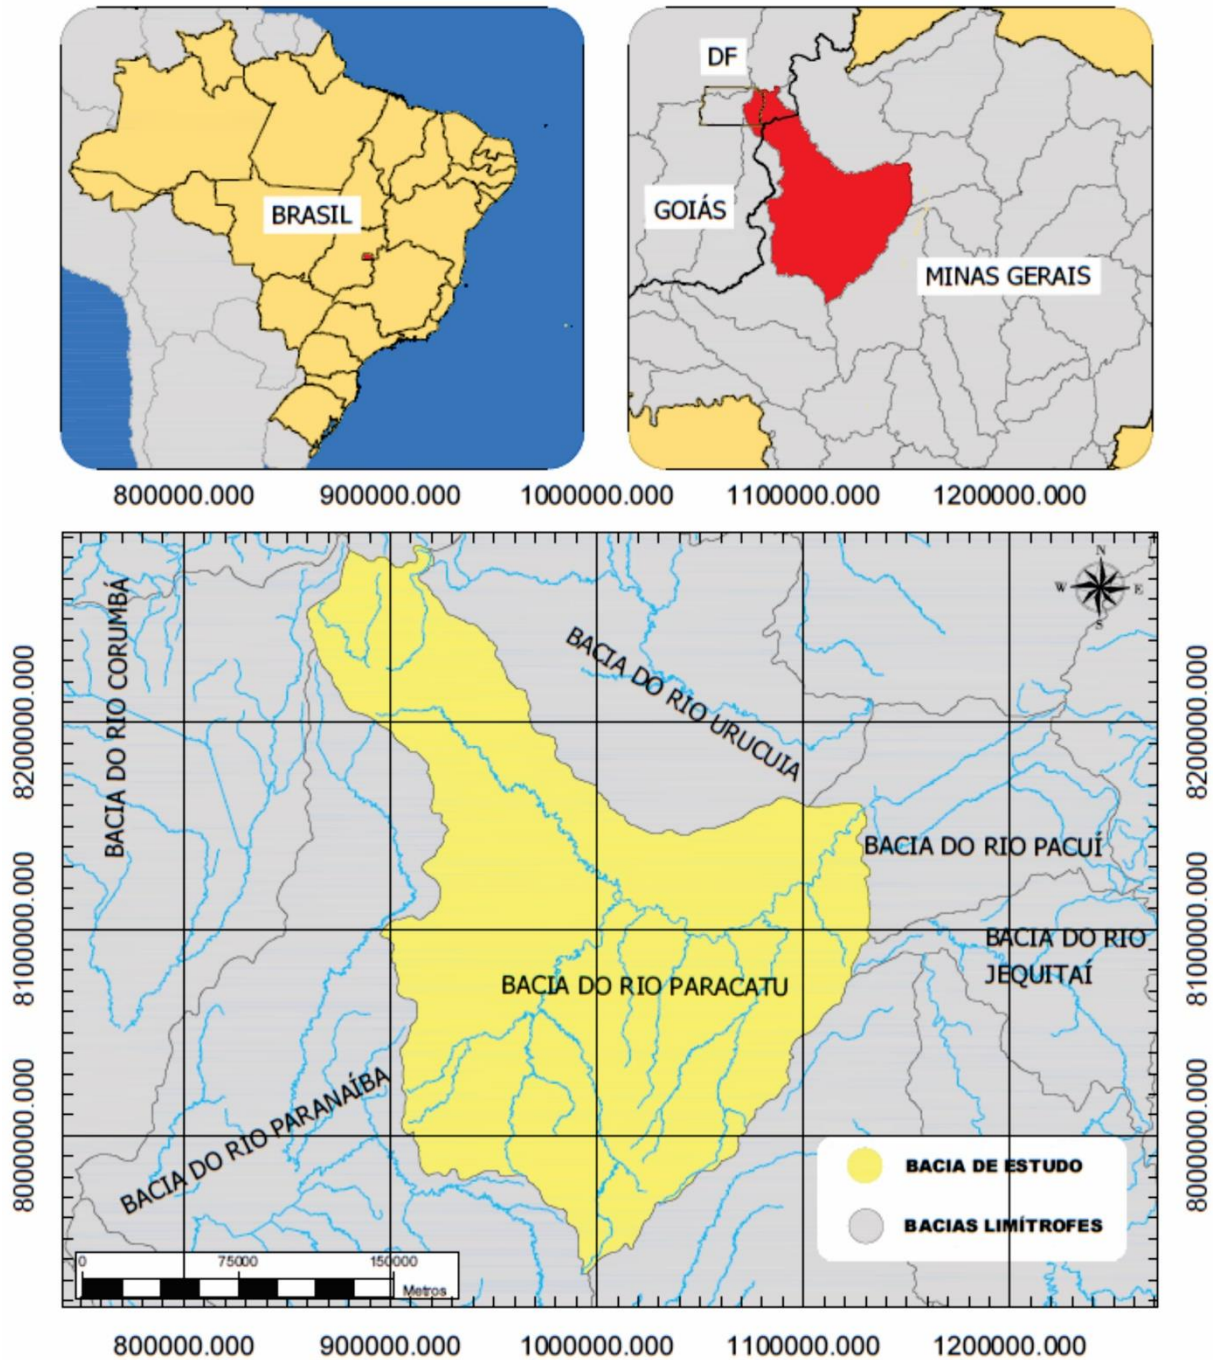 BRASIL
DF
GOIÁS
MINAS GERAIS
800000.000 900000.000 1000000.000 1100000.000 1200000.000
8200000.000
8100000.000
8000000.000
BACIA DO RIO CORUMBÁ
BACIA DO RIO URUCUIA
N
W E
S
BACIA DO RIO PACUÍ
BACIA DO RIO
JEQUITAÍ
BACIA DO RIO PARACATU
BACIA DO RIO PARANAÍBA
BACIA DE ESTUDO
BACIAS LIMÍTROFES
0 75000 150000
Metros
8200000.000
8100000.000
8000000.000
800000.000 900000.000 1000000.000 1100000.000 1200000.000